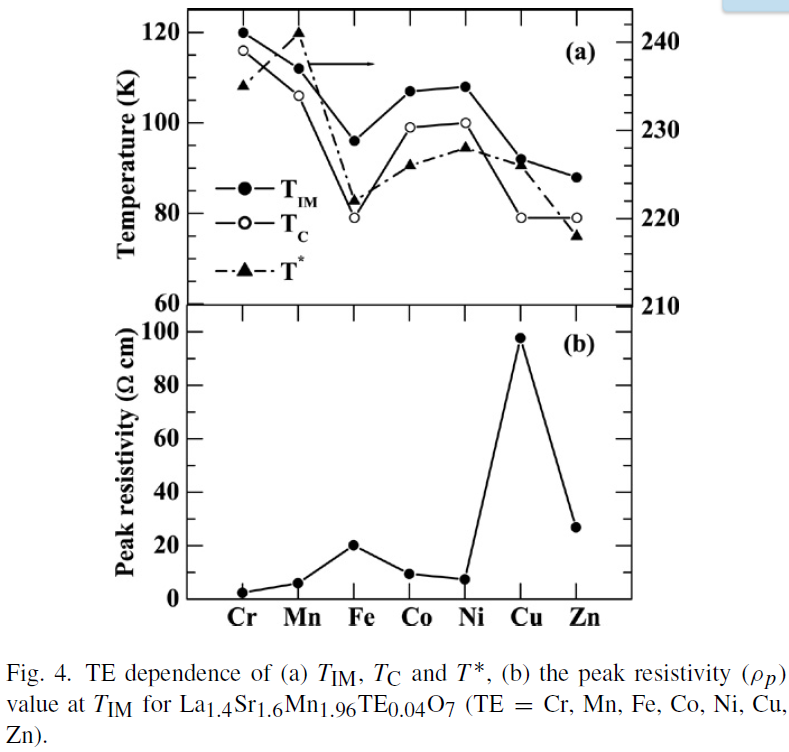 120
100
80
60
Temperature (K)
(a)
240
230
220
210
T_IM
T_C
T*
100
80
60
40
20
0
Peak resistivity (Ω cm)
(b)
Cr Mn Fe Co Ni Cu Zn
Fig. 4. TE dependence of (a) T_IM, T_C and T*, (b) the peak resistivity (ρ_p)
value at T_IM for La₁.₄Sr₁.₆Mn₁.₉₆TE₀.₀₄O₇ (TE = Cr, Mn, Fe, Co, Ni, Cu,
Zn).